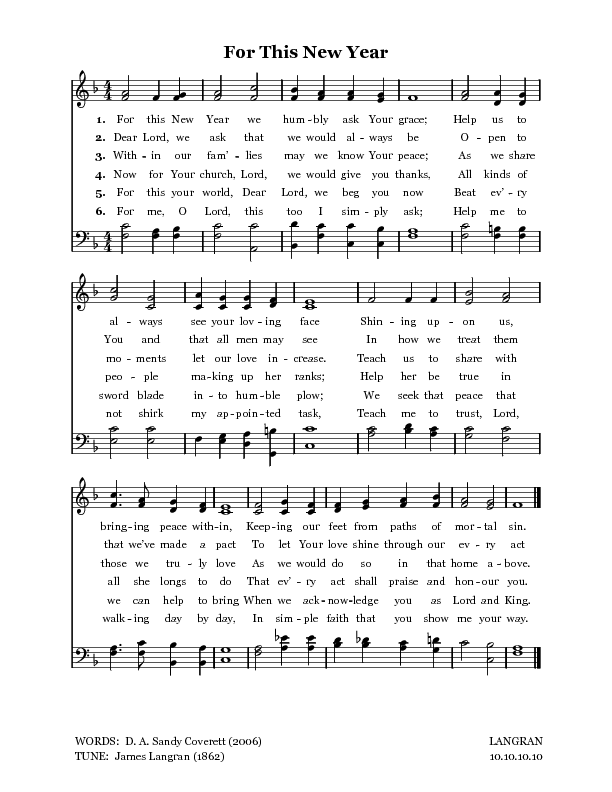 For This New Year
1. For this New Year we hum - bly ask Your grace; Help us to
2. Dear Lord, we ask that we would al - ways be O - pen to
3. With - in our fam' - lies may we know Your peace; As we share
4. Now for Your church, Lord, we would give you thanks, All kinds of
5. For this your world, Dear Lord, we beg you now Beat ev' - ry
6. For me, O Lord, this too I sim - ply ask; Help me to
al - ways see your lov - ing face Shin - ing up - on us,
You and that all men may see In how we treat them
mo - ments let our love in - crease. Teach us to share with
peo - ple ma - king up her ranks; Help her be true in
sword blade in - to hum - ble plow; We seek that peace that
not shirk my ap - point - ed task, Teach me to trust, Lord,
bring - ing peace with - in, Keep - ing our feet from paths of mor - tal sin.
that we've made a pact To let Your love shine through our ev - ry act
those we tru - ly love As we would do so in that home a - bove.
all she longs to do That ev' - ry act shall praise and hon - our you.
we can help to bring When we ack - now - ledge you as Lord and King.
walk - ing day by day, In sim - ple faith that you show me your way.
WORDS: D. A. Sandy Coverett (2006) LANGRAN
TUNE: James Langran (1862) 10.10.10.10